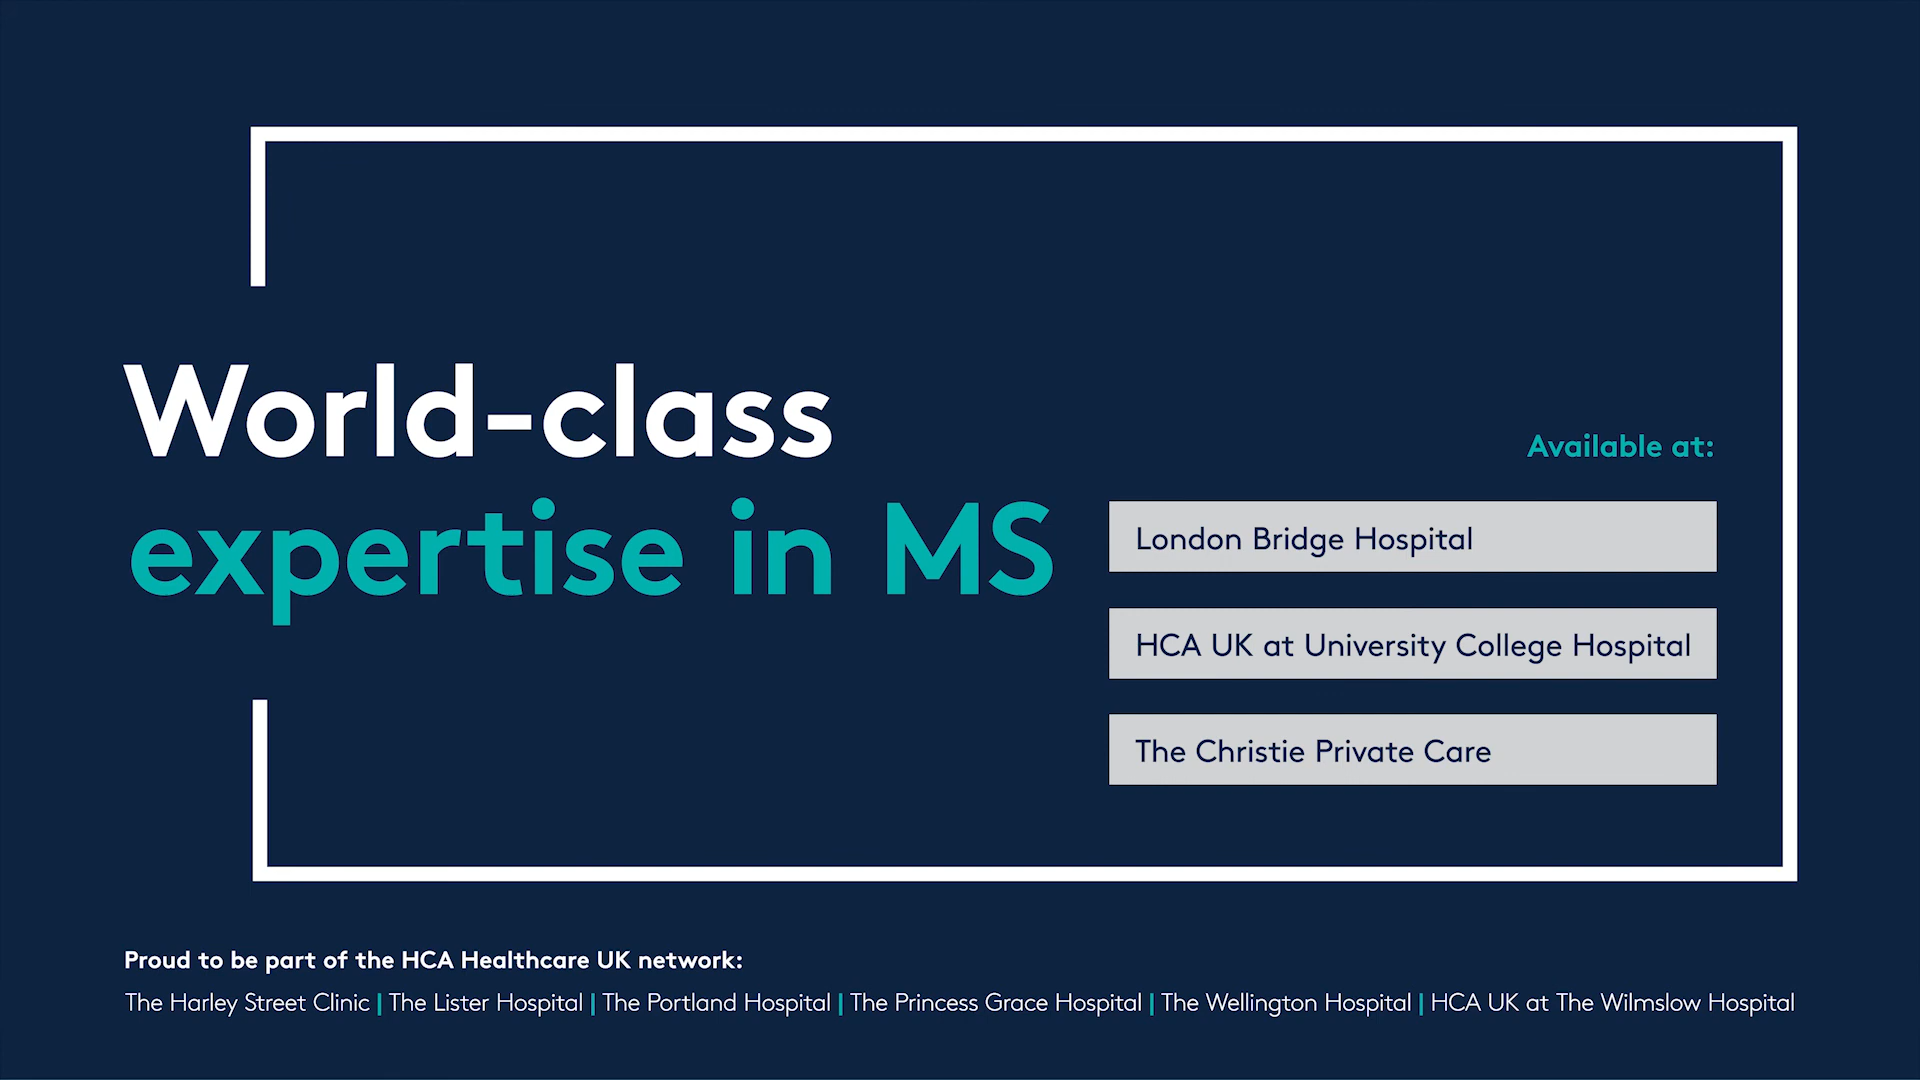 World-class
expertise in MS
Available at:
London Bridge Hospital
HCA UK at University College Hospital
The Christie Private Care
Proud to be part of the HCA Healthcare UK network:
The Harley Street Clinic | The Lister Hospital | The Portland Hospital | The Princess Grace Hospital | The Wellington Hospital | HCA UK at The Wilmslow Hospital